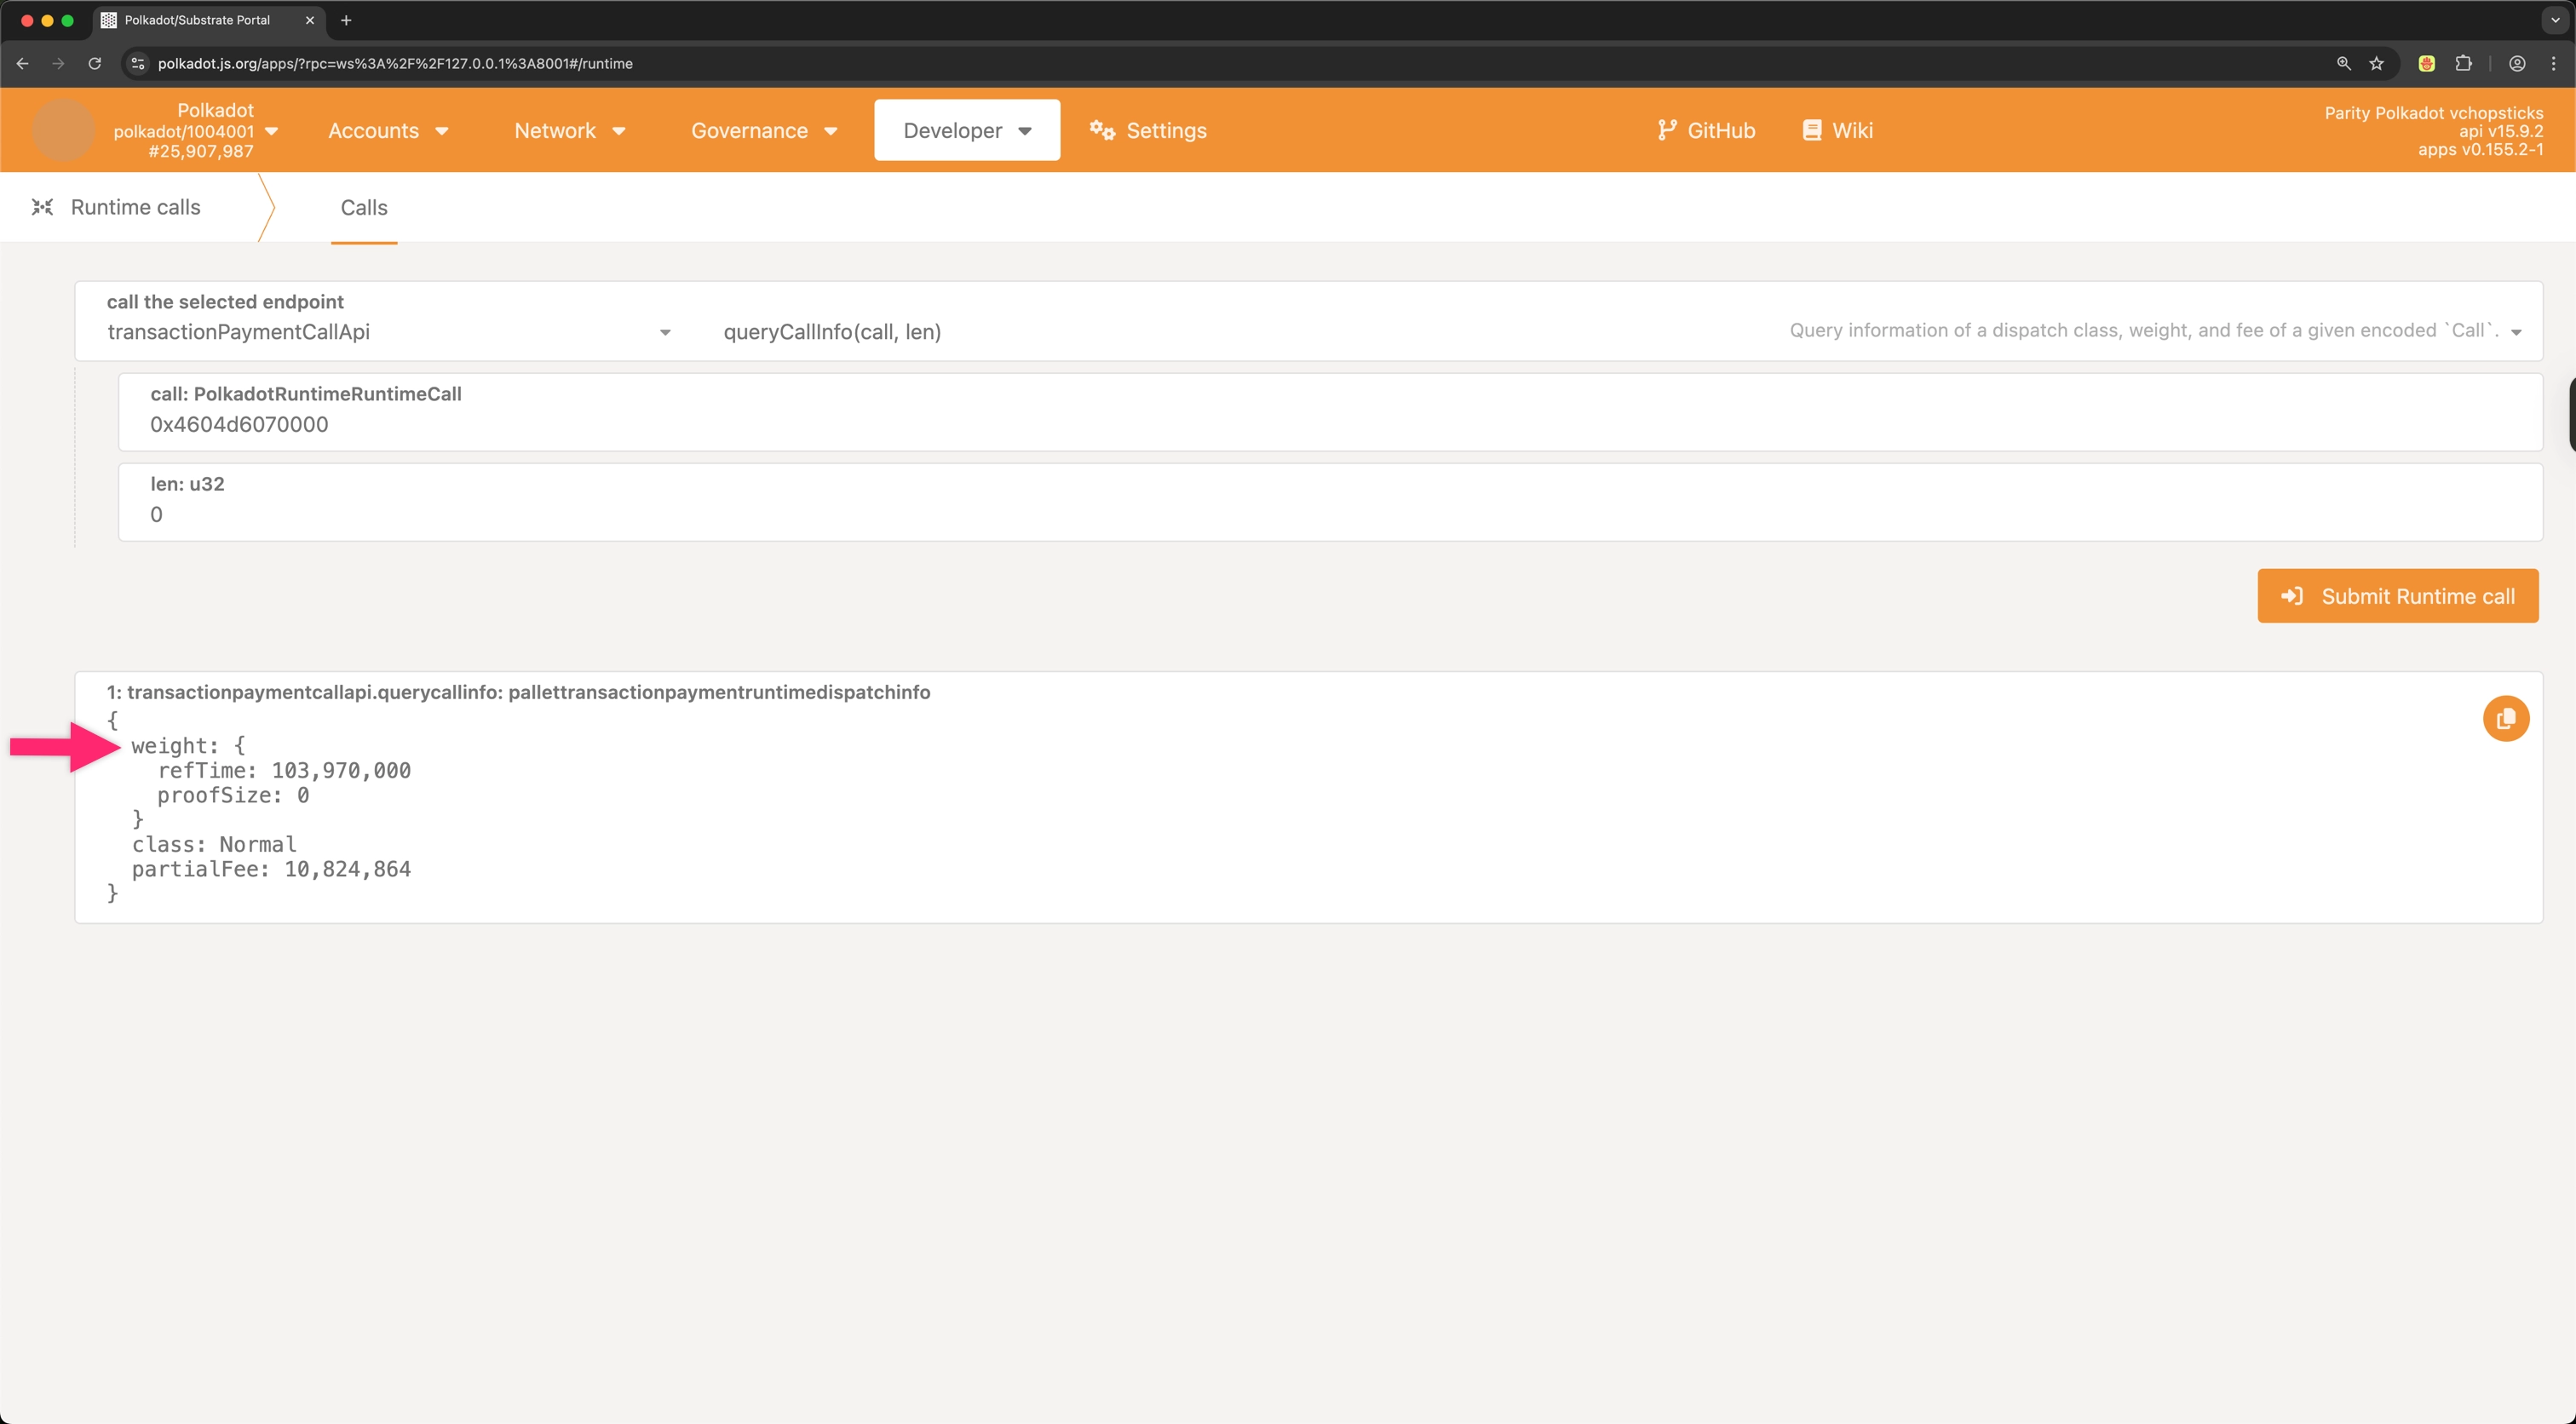 Polkadot/Substrate Portal
polkadot.js.org/apps/?rpc=ws%3A%2F%2F127.0.0.1%3A8001#/runtime
Polkadot
polkadot/1004001
#25,907,987
Accounts
Network
Governance
Developer
Settings
GitHub
Wiki
Parity Polkadot vchopsticks
api v15.9.2
apps v0.155.2-1
Runtime calls
Calls
call the selected endpoint
transactionPaymentCallApi
queryCallInfo(call, len)
Query information of a dispatch class, weight, and fee of a given encoded `Call`.
call: PolkadotRuntimeRuntimeCall
0x4604d6070000
len: u32
0
Submit Runtime call
1: transactionpaymentcallapi.querycallinfo: pallettransactionpaymentruntimedispatchinfo
{
weight: {
refTime: 103,970,000
proofSize: 0
}
class: Normal
partialFee: 10,824,864
}